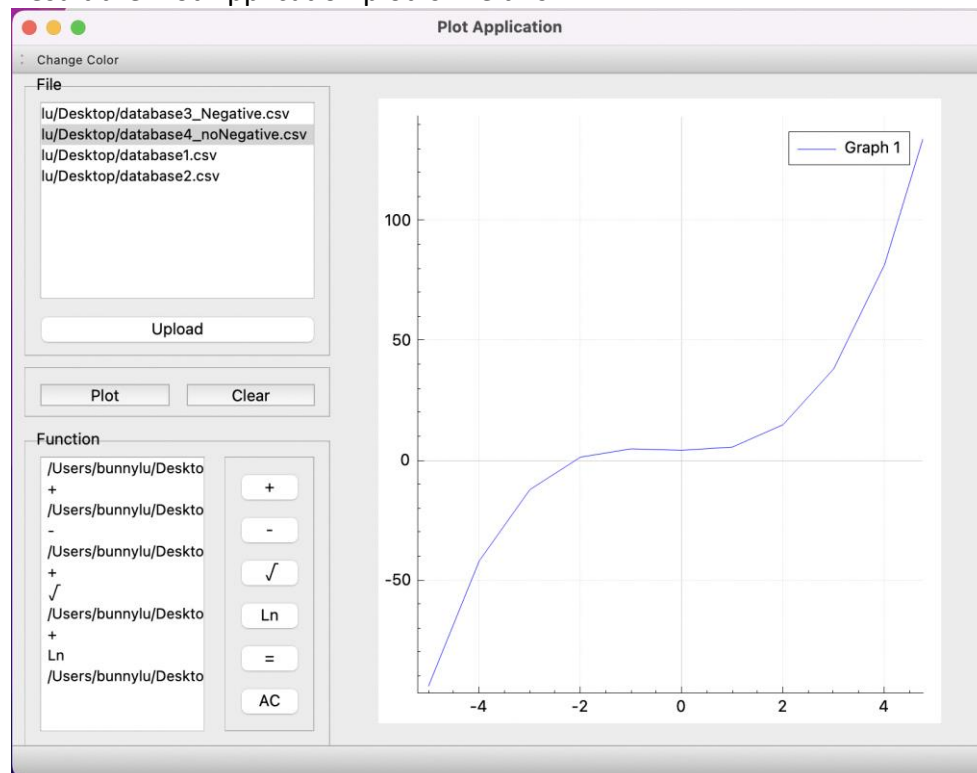 Plot Application
Change Color
File
lu/Desktop/database3_Negative.csv
lu/Desktop/database4_noNegative.csv
lu/Desktop/database1.csv
lu/Desktop/database2.csv
Upload
Plot
Clear
Function
/Users/bunnylu/Deskto
+
/Users/bunnylu/Deskto
-
/Users/bunnylu/Deskto
+
√
/Users/bunnylu/Deskto
+
Ln
/Users/bunnylu/Deskto
+
-
√
Ln
=
AC
Graph 1
100
50
0
-50
-4
-2
0
2
4